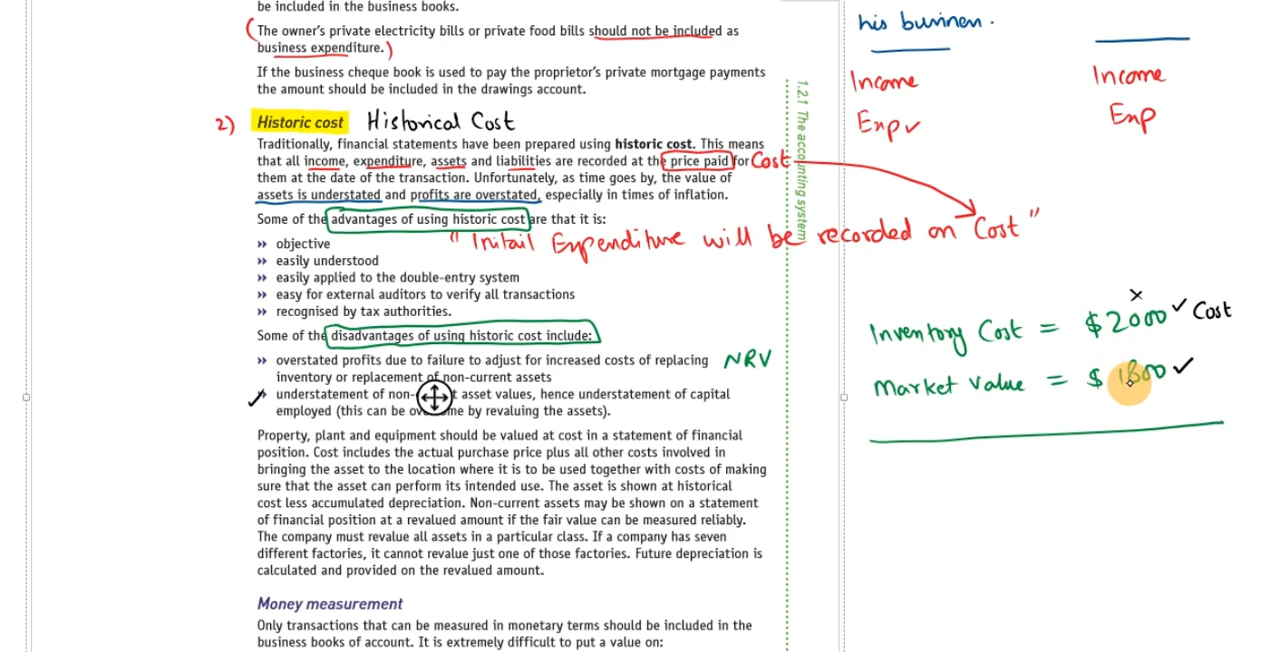 be included in the business books.
(The owner's private electricity bills or private food bills should not be included as
business expenditure.)
If the business cheque book is used to pay the proprietor's private mortgage payments
the amount should be included in the drawings account.
2) Historic cost Historical Cost
Traditionally, financial statements have been prepared using historic cost. This means
that all income, expenditure, assets and liabilities are recorded at the price paid for Cost
them at the date of the transaction. Unfortunately, as time goes by, the value of
assets is understated and profits are overstated, especially in times of inflation.
Some of the advantages of using historic cost are that it is:
" Initail Expenditure will be recorded on Cost "
›› objective
›› easily understood
›› easily applied to the double-entry system
›› easy for external auditors to verify all transactions
›› recognised by tax authorities.
Some of the disadvantages of using historic cost include:
›› overstated profits due to failure to adjust for increased costs of replacing NRV
inventory or replacement of non-current assets
›› understatement of non- asset values, hence understatement of capital
employed (this can be by revaluing the assets).
Property, plant and equipment should be valued at cost in a statement of financial
position. Cost includes the actual purchase price plus all other costs involved in
bringing the asset to the location where it is to be used together with costs of making
sure that the asset can perform its intended use. The asset is shown at historical
cost less accumulated depreciation. Non-current assets may be shown on a statement
of financial position at a revalued amount if the fair value can be measured reliably.
The company must revalue all assets in a particular class. If a company has seven
different factories, it cannot revalue just one of those factories. Future depreciation is
calculated and provided on the revalued amount.
Money measurement
Only transactions that can be measured in monetary terms should be included in the
business books of account. It is extremely difficult to put a value on:
1.2.1 The accounting system
his business.
Income Income
Exp Exp
Inventory Cost = $2000 ✓ Cost
Market Value = $ 1800 ✓